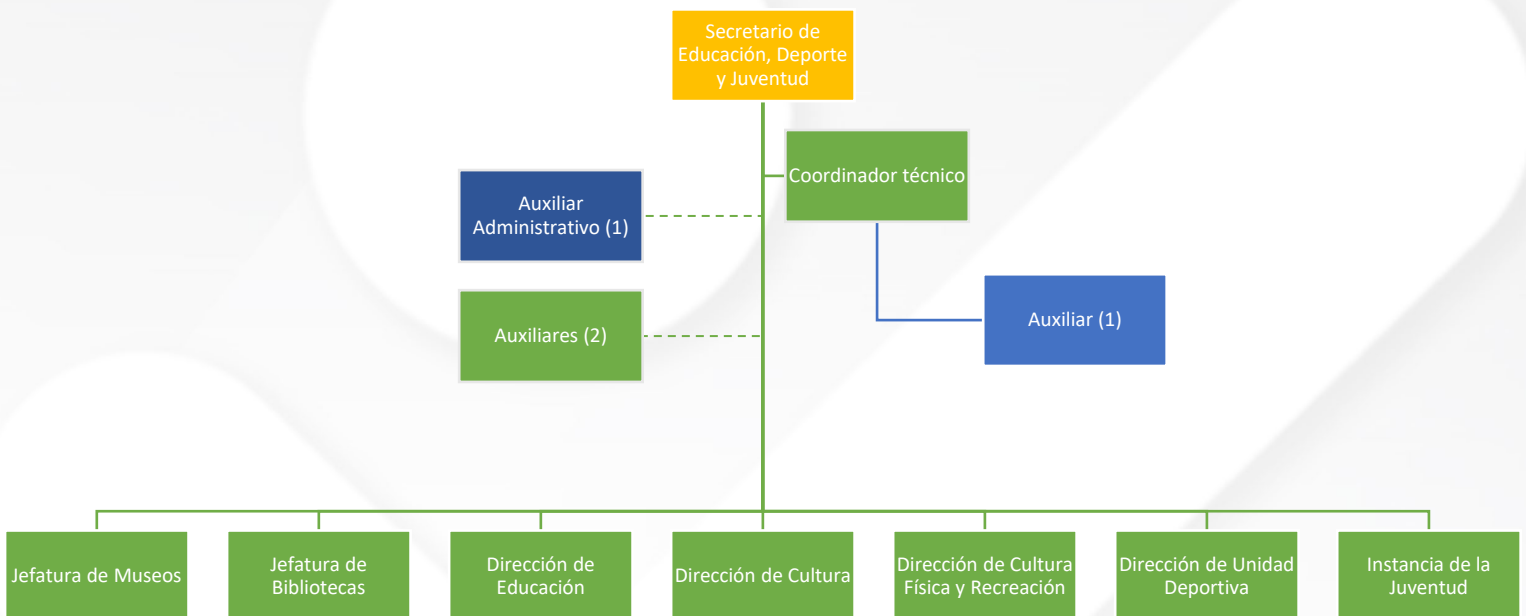 Secretario de
Educación, Deporte
y Juventud
Coordinador técnico
Auxiliar
Administrativo (1)
Auxiliar (1)
Auxiliares (2)
Jefatura de Museos
Jefatura de
Bibliotecas
Dirección de
Educación
Dirección de Cultura
Dirección de Cultura
Física y Recreación
Dirección de Unidad
Deportiva
Instancia de la
Juventud